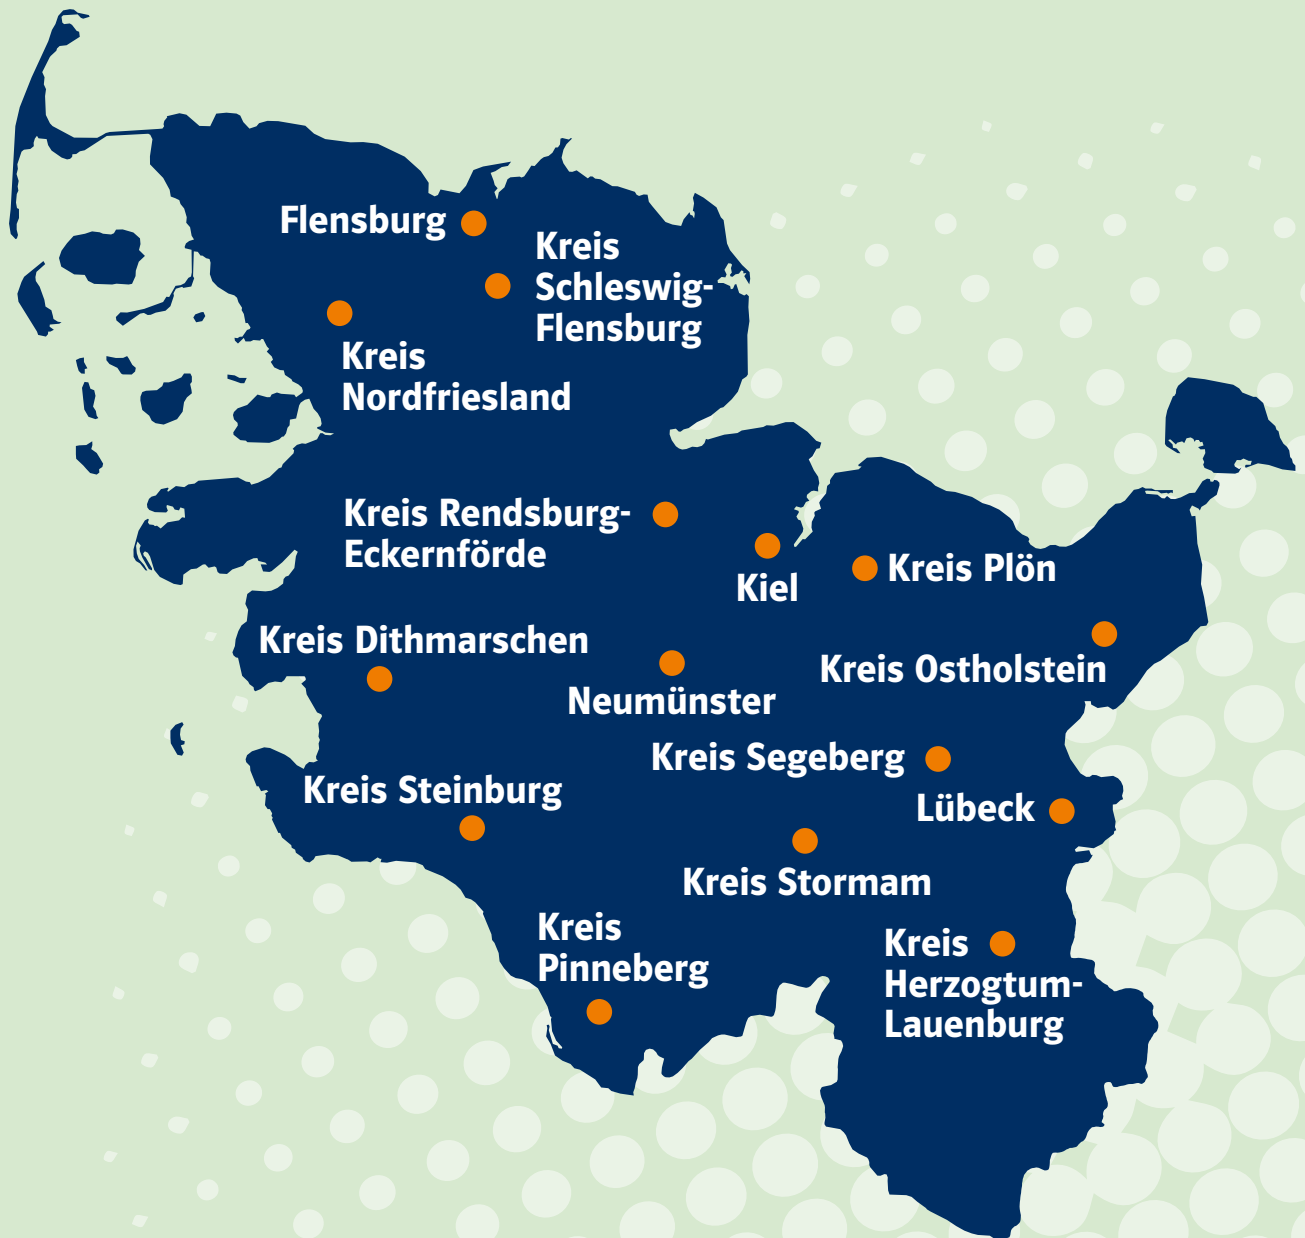 Flensburg
Kreis
Schleswig-
Flensburg
Kreis
Nordfriesland
Kreis Rendsburg-
Eckernförde
Kiel
Kreis Plön
Kreis Dithmarschen
Neumünster
Kreis Ostholstein
Kreis Segeberg
Kreis Steinburg
Lübeck
Kreis Stormam
Kreis
Pinneberg
Kreis
Herzogtum-
Lauenburg